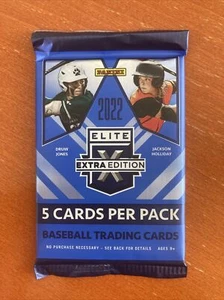 PANINI
2022
DRUW
JONES
JACKSON
HOLLIDAY
ELITE
X
EXTRA EDITION
5 CARDS PER PACK
BASEBALL TRADING CARDS
NO PURCHASE NECESSARY - SEE BACK FOR DETAILS AGES 9+